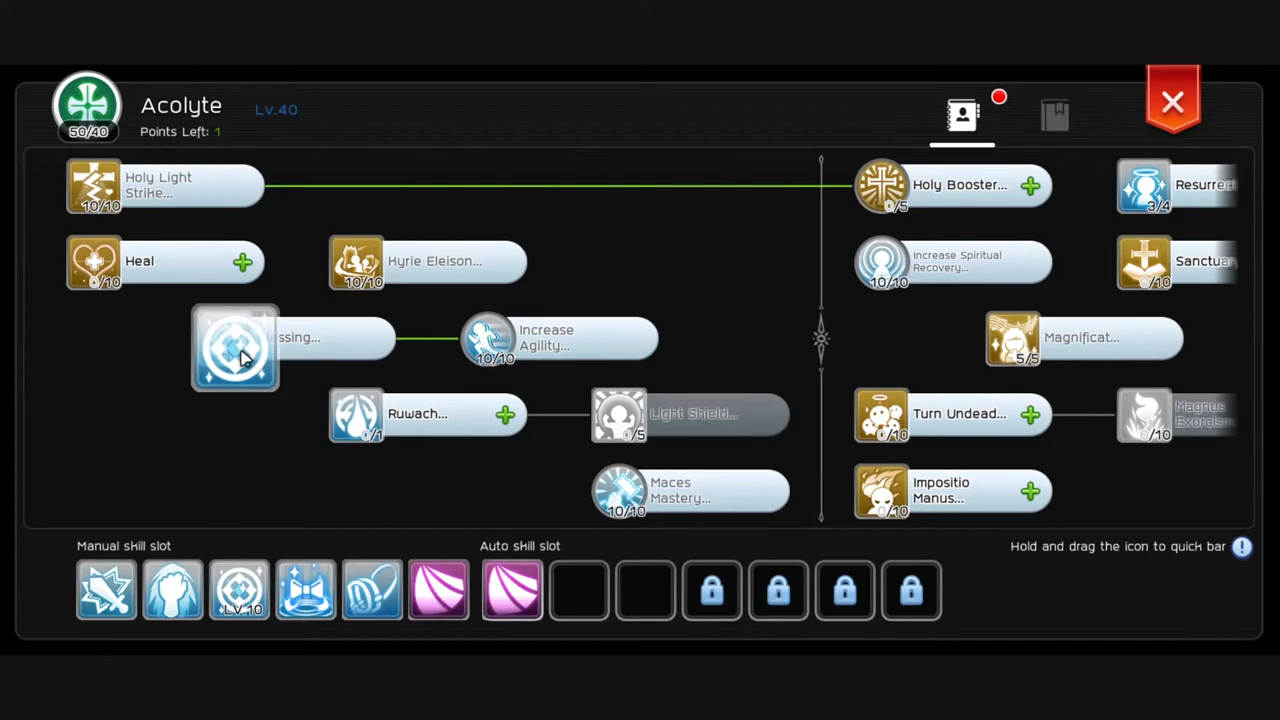 Acolyte
Lv.40
50/40
Points Left: 1
Holy Light
Strike...
10/10
Holy Booster...
0/5
Resurrect
3/4
Heal
0/10
Kyrie Eleison...
10/10
Increase Spiritual
Recovery...
10/10
Sanctuar
0/10
essing...
Increase
Agility...
10/10
Magnificat...
5/5
Ruwach...
0/1
Light Shield...
0/5
Turn Undead...
0/10
Magnus
Exorcism
0/10
Maces
Mastery...
10/10
Impositio
Manus...
0/10
Manual skill slot
Auto skill slot
Hold and drag the icon to quick bar
!
LV.10